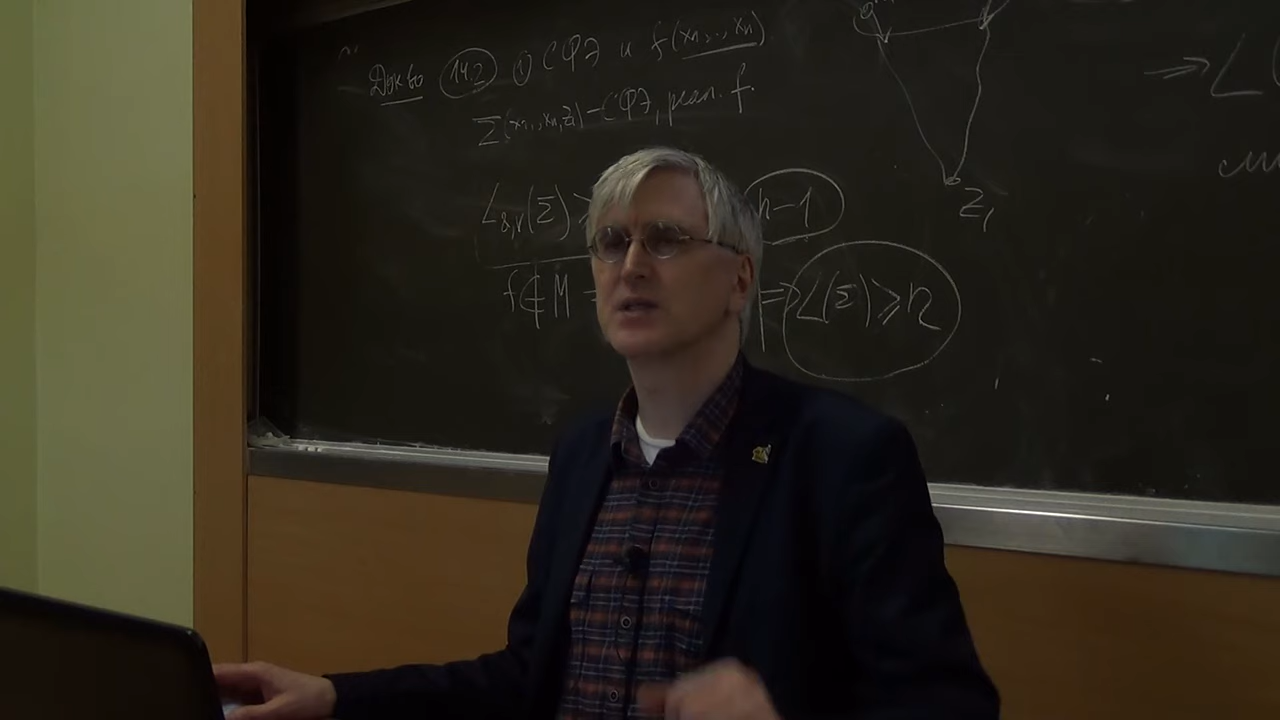 Док-во 14.2 ① СФЭ и f(x₁,..,xₙ)
Σ(x₁,..,xₙ,z₁) – СФЭ, реал. f.
L&,v(Σ) ≥ n-1
f ∉ M
=> L(Σ) ≥ n
z₁
=> L(